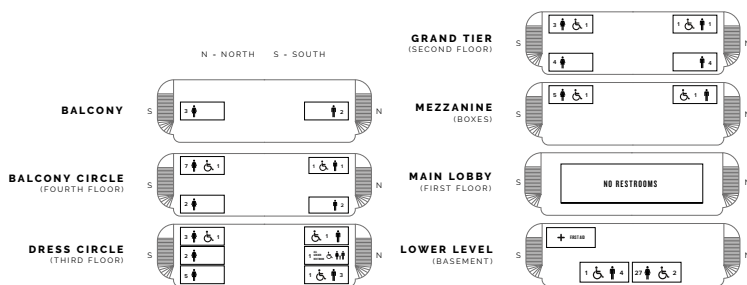 N = NORTH   S = SOUTH
BALCONY
S
3
2
N
BALCONY CIRCLE
(FOURTH FLOOR)
S
7 1
1 1
2
2
N
DRESS CIRCLE
(THIRD FLOOR)
S
3 1
1
2
1
5
1 3
N
GRAND TIER
(SECOND FLOOR)
S
3 1
1 1
4
4
MEZZANINE
(BOXES)
S
5 1
1
MAIN LOBBY
(FIRST FLOOR)
S
NO RESTROOMS
LOWER LEVEL
(BASEMENT)
S
FIRST AID
1 4
27 2